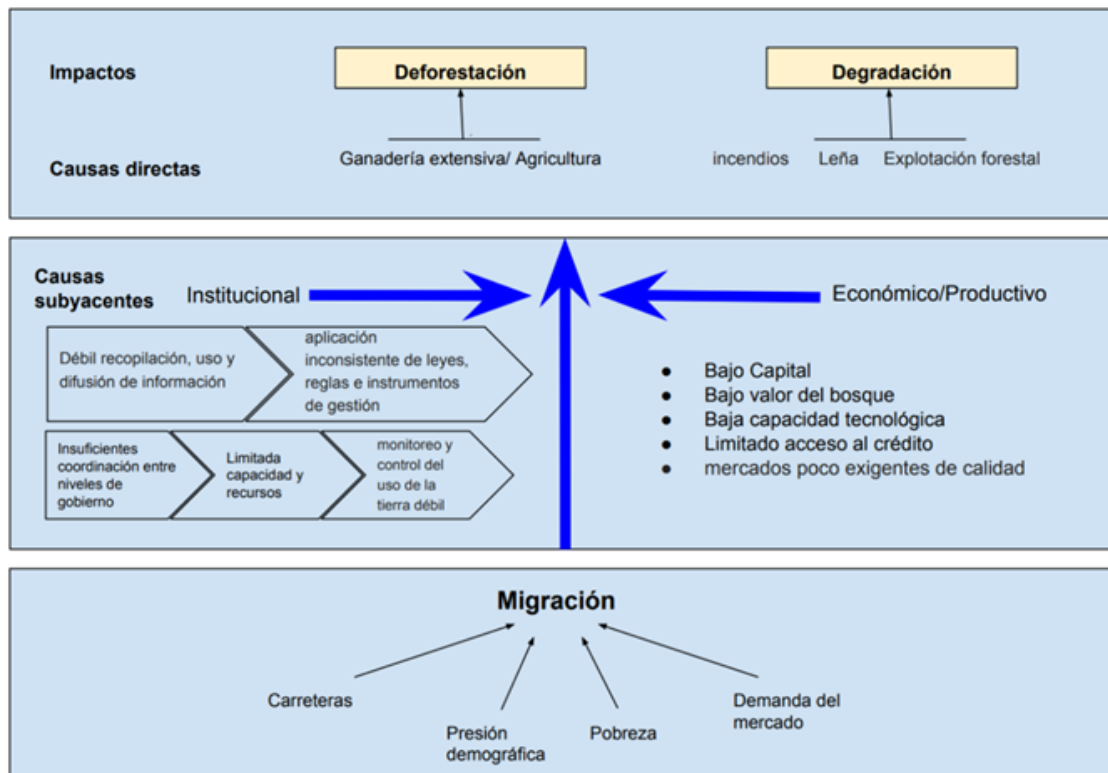 Impactos
Deforestación
Degradación
Causas directas
Ganadería extensiva/ Agricultura
incendios
Leña
Explotación forestal
Causas
subyacentes
Institucional
Económico/Productivo
Débil recopilación, uso y
difusión de información
aplicación
inconsistente de leyes,
reglas e instrumentos
de gestión
Insuficientes
coordinación entre
niveles de
gobierno
Limitada
capacidad y
recursos
monitoreo y
control del
uso de la
tierra débil
● Bajo Capital
● Bajo valor del bosque
● Baja capacidad tecnológica
● Limitado acceso al crédito
● mercados poco exigentes de calidad
Migración
Carreteras
Presión
demográfica
Pobreza
Demanda del
mercado